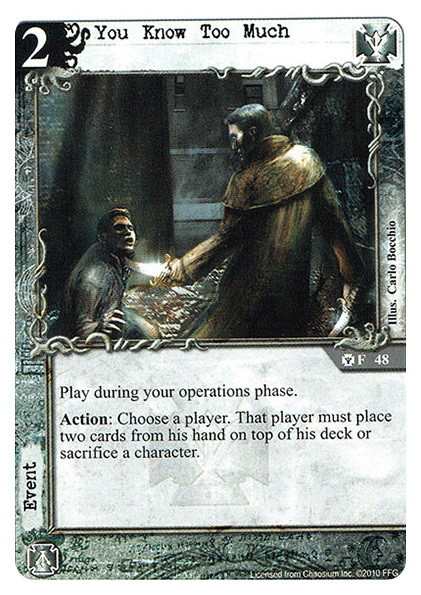 2
You Know Too Much
Illus. Carlo Bocchio
F 48
Play during your operations phase.
Action: Choose a player. That player must place
two cards from his hand on top of his deck or
sacrifice a character.
Event
Licensed from Chaosium Inc. ©2010 FFG